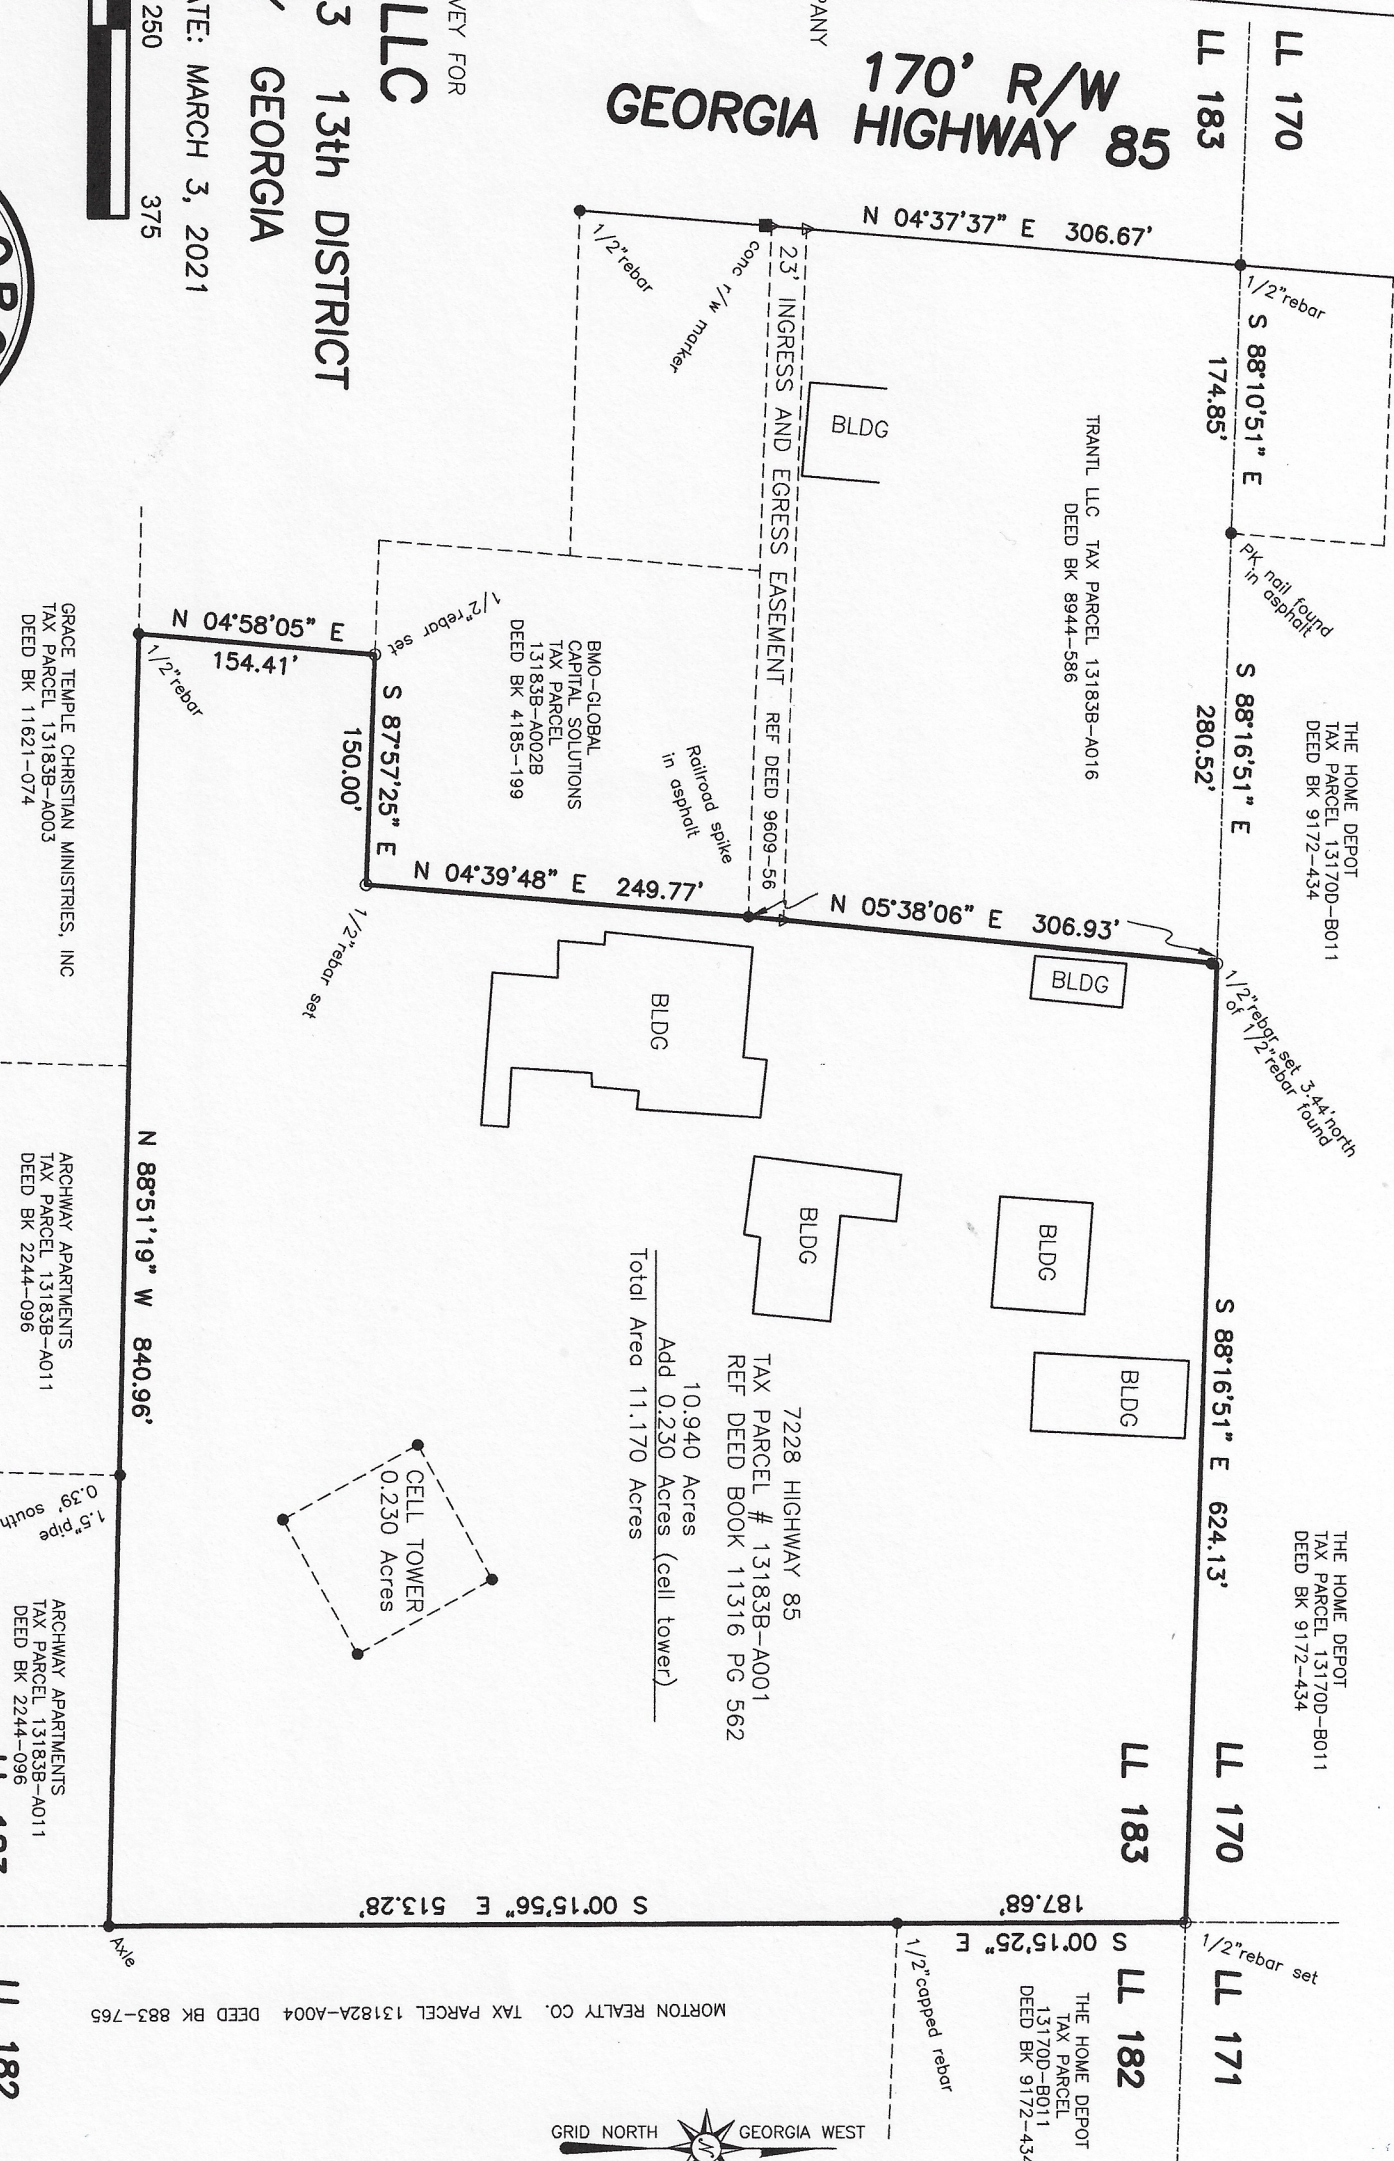 LL 170
LL 183
170' R/W
GEORGIA HIGHWAY 85
PANY
VEY FOR
LLC
3 13th DISTRICT
Y GEORGIA
ATE: MARCH 3, 2021
250
375
N 04°37'37" E 306.67'
1/2"rebar
conc r/w marker
1/2"rebar
23' INGRESS AND EGRESS EASEMENT REF DEED 9609-56
BLDG
S 88°10'51" E
174.85'
PK nail found
in asphalt
TRANTL LLC TAX PARCEL 13183B-A016
DEED BK 8944-586
S 88°16'51" E
280.52'
THE HOME DEPOT
TAX PARCEL 13170D-B011
DEED BK 9172-434
N 04°58'05" E
154.41'
1/2"rebar
1/2"rebar set
S 87°57'25" E
150.00'
BMO-GLOBAL
CAPITAL SOLUTIONS
TAX PARCEL
13183B-A002B
DEED BK 4185-199
Railroad spike
in asphalt
GRACE TEMPLE CHRISTIAN MINISTRIES, INC
TAX PARCEL 13183B-A003
DEED BK 11621-074
N 04°39'48" E 249.77'
N 05°38'06" E 306.93'
1/2"rebar set
1/2"rebar set 3.44'north
of 1/2"rebar found
BLDG
BLDG
BLDG
BLDG
BLDG
N 88°51'19" W 840.96'
ARCHWAY APARTMENTS
TAX PARCEL 13183B-A011
DEED BK 2244-096
S 88°16'51" E 624.13'
7228 HIGHWAY 85
TAX PARCEL # 13183B-A001
REF DEED BOOK 11316 PG 562
10.940 Acres
Add 0.230 Acres (cell tower)
Total Area 11.170 Acres
CELL TOWER
0.230 Acres
1.5"pipe
0.39' south
THE HOME DEPOT
TAX PARCEL 13170D-B011
DEED BK 9172-434
ARCHWAY APARTMENTS
TAX PARCEL 13183B-A011
DEED BK 2244-096
LL 170
LL 183
S 00°15'56" E 513.28'
187.68'
S 00°15'25" E
Axle
1/2"capped rebar
1/2"rebar set
LL 171
LL 182
LL 182
MORTON REALTY CO. TAX PARCEL 13182A-A004 DEED BK 883-765
THE HOME DEPOT
TAX PARCEL
13170D-B011
DEED BK 9172-434
GRID NORTH
N
GEORGIA WEST